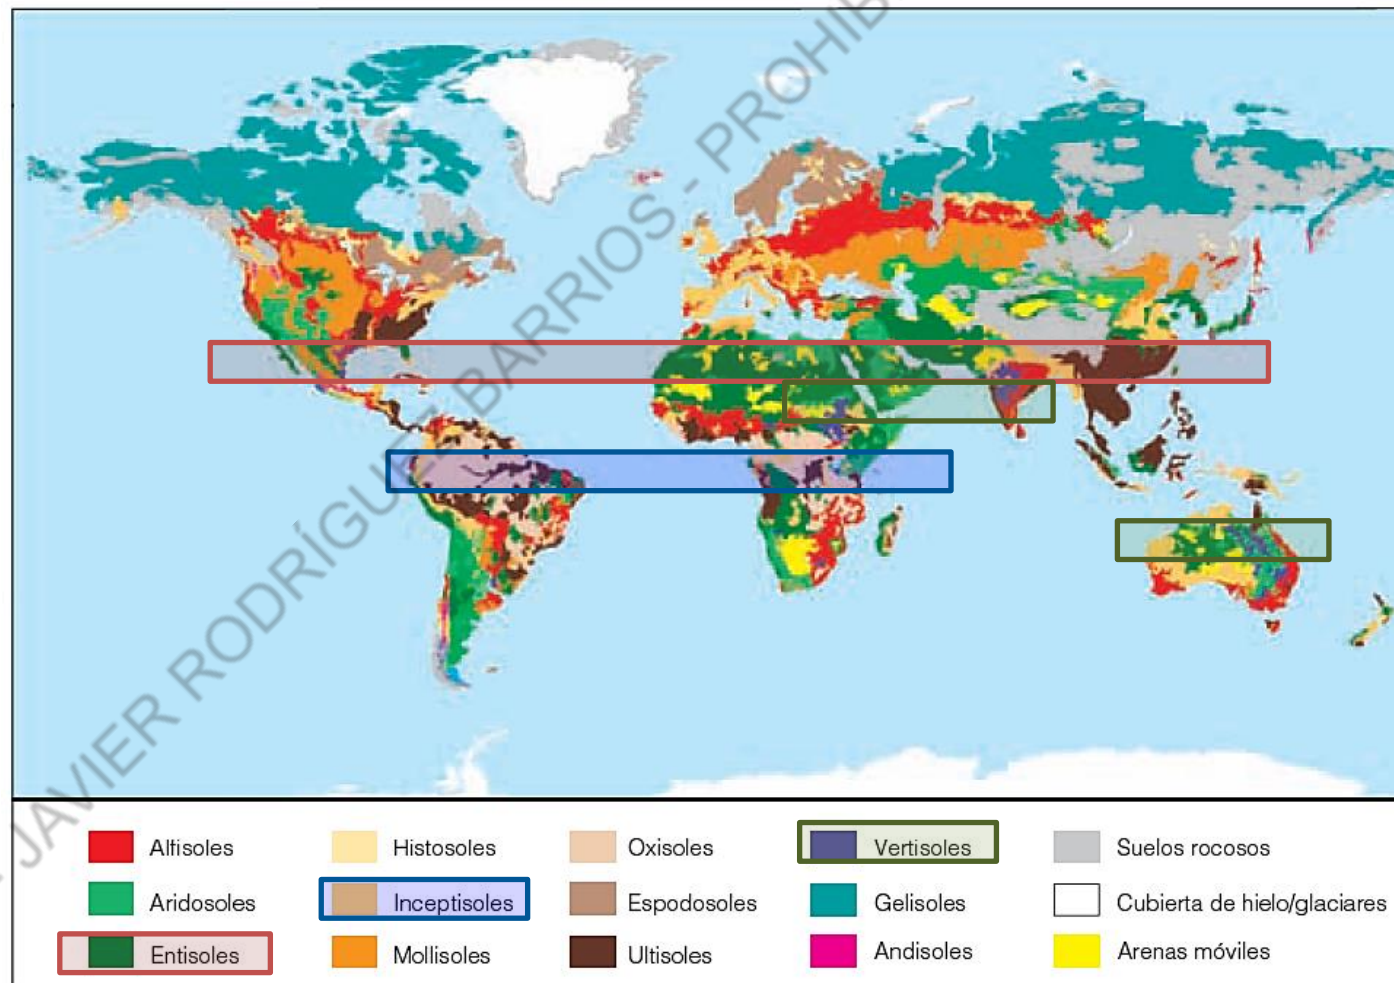 JAVIER RODRÍGUEZ BARRIOS - PROHIB
Alfisoles
Histosoles
Oxisoles
Vertisoles
Suelos rocosos
Aridosoles
Inceptisoles
Espodosoles
Gelisoles
Cubierta de hielo/glaciares
Entisoles
Mollisoles
Ultisoles
Andisoles
Arenas móviles